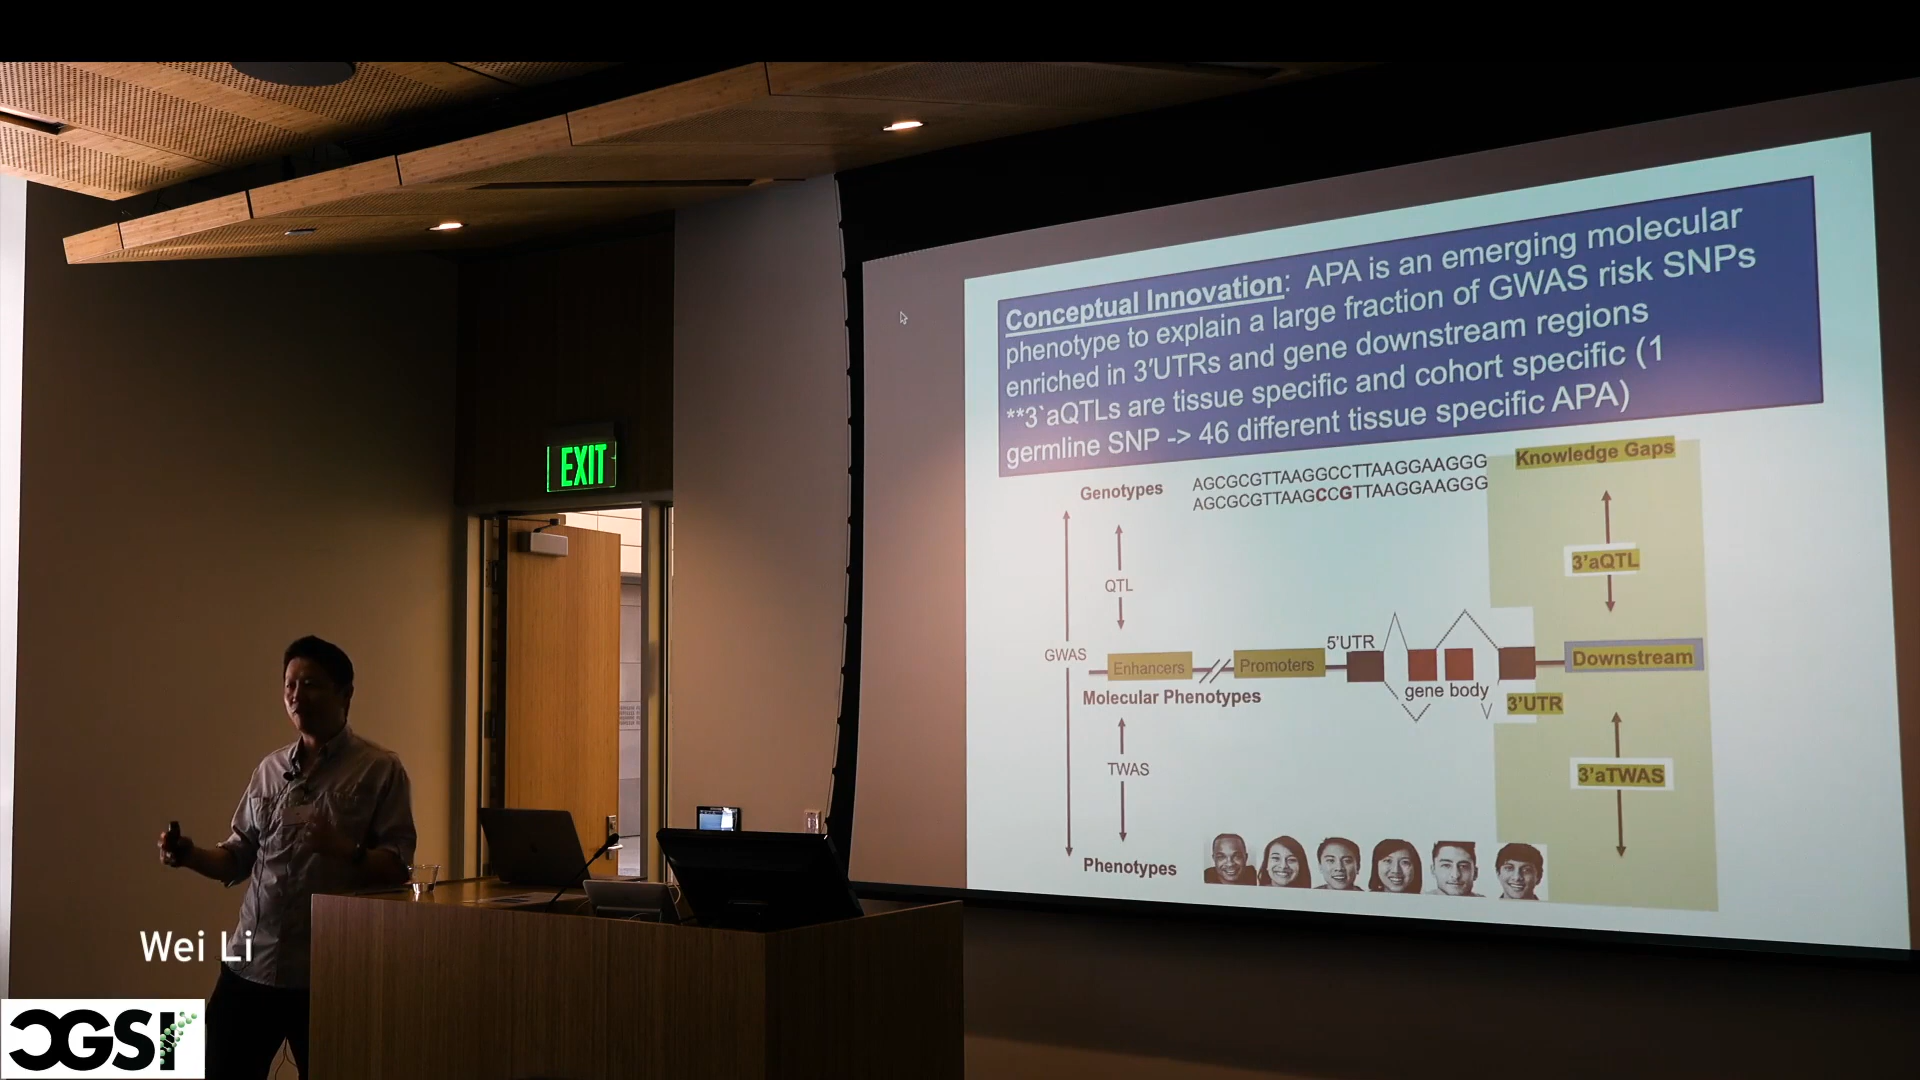 Conceptual Innovation: APA is an emerging molecular
phenotype to explain a large fraction of GWAS risk SNPs
enriched in 3'UTRs and gene downstream regions
**3`aQTLs are tissue specific and cohort specific (1
germline SNP -> 46 different tissue specific APA)
Knowledge Gaps
Genotypes
AGCGCGTTAAGGCCTTAAGGAAGGG
AGCGCGTTAAGCCGTTAAGGAAGGG
EXIT
3'aQTL
QTL
5'UTR
GWAS
Enhancers
Promoters
Downstream
gene body
Molecular Phenotypes
3'UTR
TWAS
3'aTWAS
Phenotypes
Wei Li
CGSI